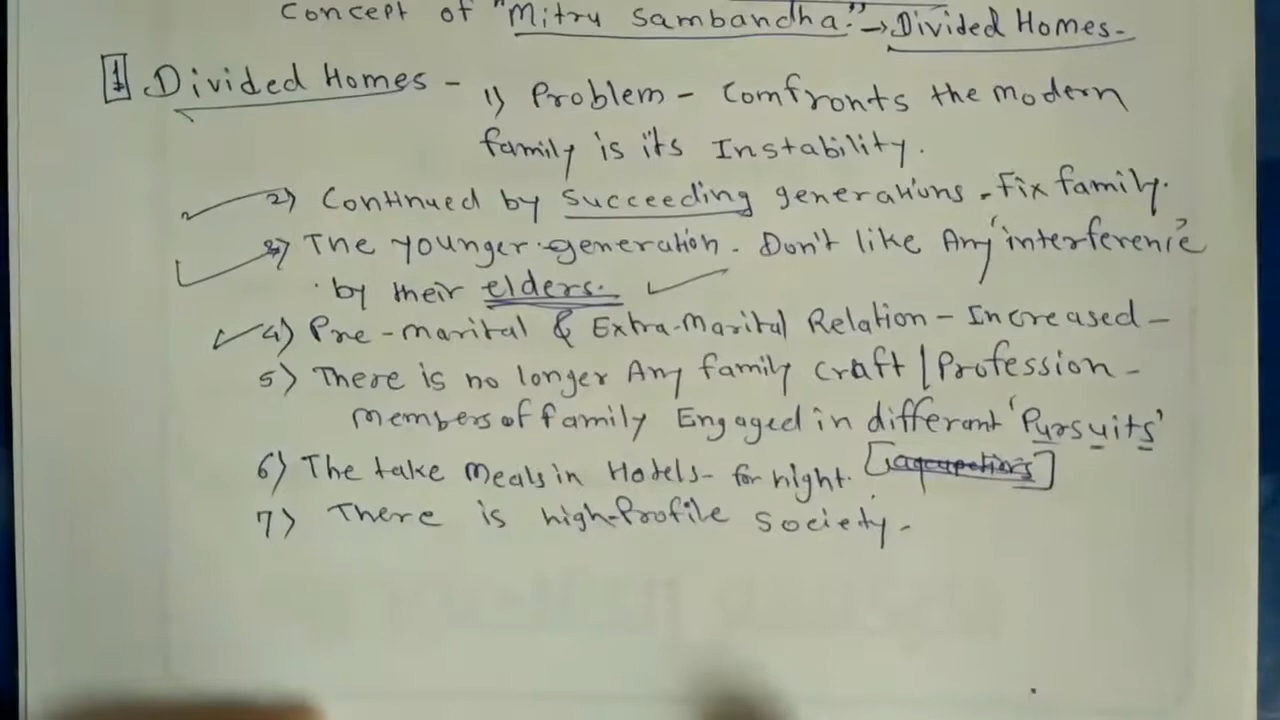 Concept of "Mitru Sambandha." → Divided Homes -
1 Divided Homes - 1) Problem - Comfronts the modern
family is its Instability.
2) Continued by Succeeding generations - Fix family.
3) The younger generation. Don't like Any 'interference'
by their elders.
4) Pre-marital & Extra-Marital Relation - Increased -
5) There is no longer Any family craft / Profession -
Members of family Engaged in different 'Pursuits'
6) The take Meals in Hotels - for night. [
7) There is high-Profile society -